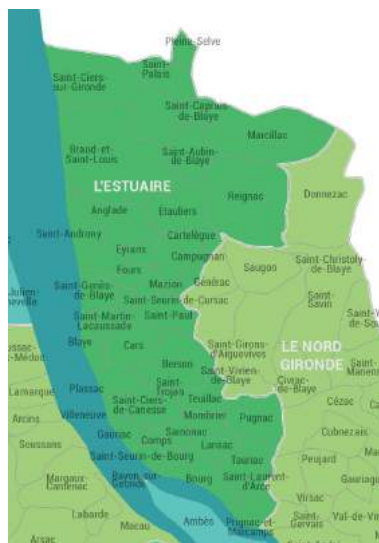 Pleine-Selve
Saint-
Palais
Saint-Ciers-
sur-Gironde
Saint-Caprais-
de-Blaye
Marcillac
Braud-et-
Saint-Louis
Saint-Aubin-
de-Blaye
L'ESTUAIRE
Reignac
Donnezac
Anglade
Etauliers
Saint-Androny
Cartelègue
Eyrans
Campugnan
Saugon
Saint-Christoly-
de-Blaye
Fours
Générac
Saint-Genès-
de-Blaye
Mazion
Saint-Seurin-de-Cursac
Saint-
Savin
Saint-Martin-
Lacaussade
Saint-Paul
Blaye
Cars
Saint-Girons-
d'Aiguevives
LE NORD
GIRONDE
Berson
Saint-Vivien-
de-Blaye
Civrac-
de-Blaye
Lamarque
Plassac
Saint-
Trojan
Cézac
Saint-Ciers-
de-Canesse
Teuillac
Arcins
Villeneuve
Mombrier
Pugnac
Cubnezais
Soussans
Gauriac
Samonac
Comps
Lansac
Saint-Seurin-de-Bourg
Tauriac
Peujard
Margaux-
Cantenac
Bayon-sur-
Gironde
Bourg
Saint-Laurent-
d'Arce
Virsac
Labarde
Macau
Ambès
Prignac-et-
Marcamps
Saint-
Gervais
Val-de-Vi
Arsac